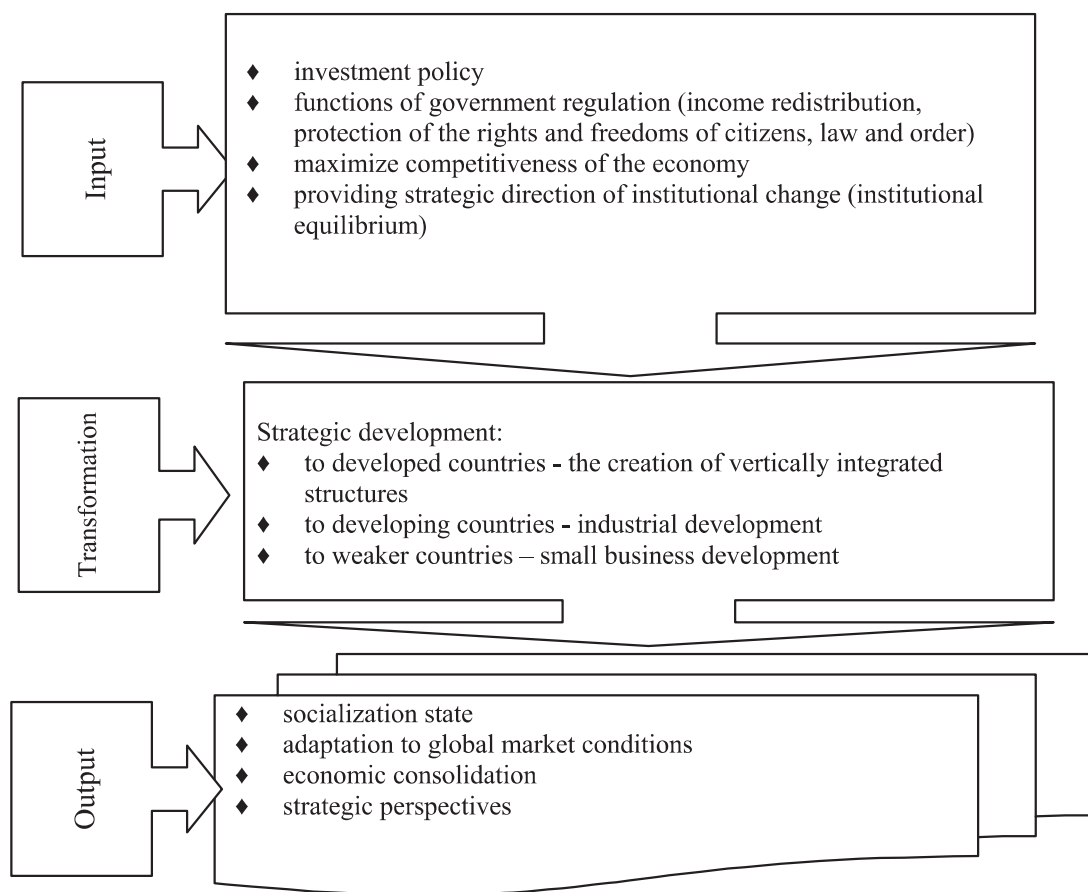 Input
♦ investment policy
♦ functions of government regulation (income redistribution,
protection of the rights and freedoms of citizens, law and order)
♦ maximize competitiveness of the economy
♦ providing strategic direction of institutional change (institutional
equilibrium)
Transformation
Strategic development:
♦ to developed countries - the creation of vertically integrated
structures
♦ to developing countries - industrial development
♦ to weaker countries – small business development
Output
♦ socialization state
♦ adaptation to global market conditions
♦ economic consolidation
♦ strategic perspectives